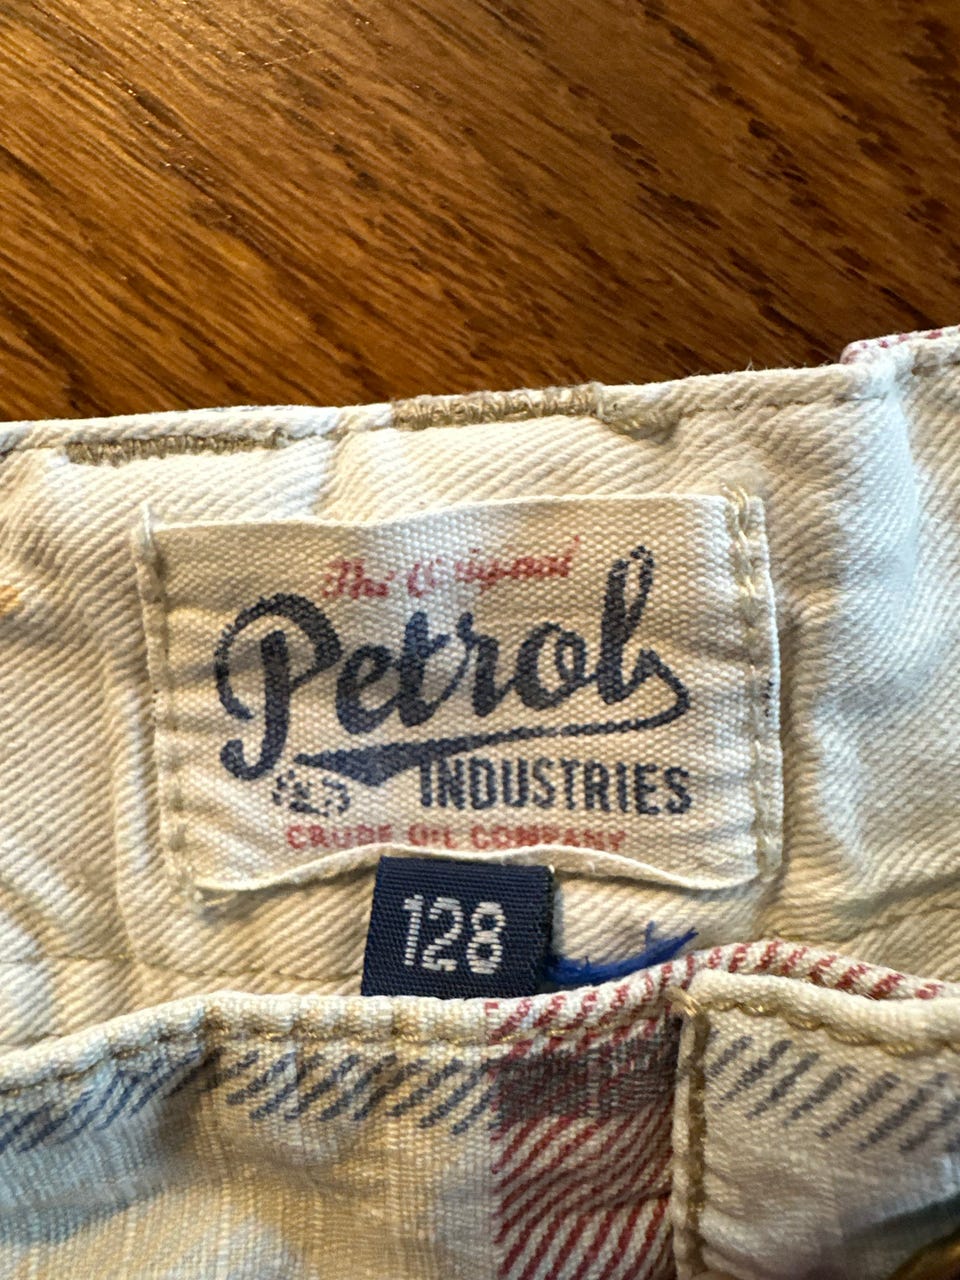 The Original
Petrol
INDUSTRIES
CRUDE OIL COMPANY
128